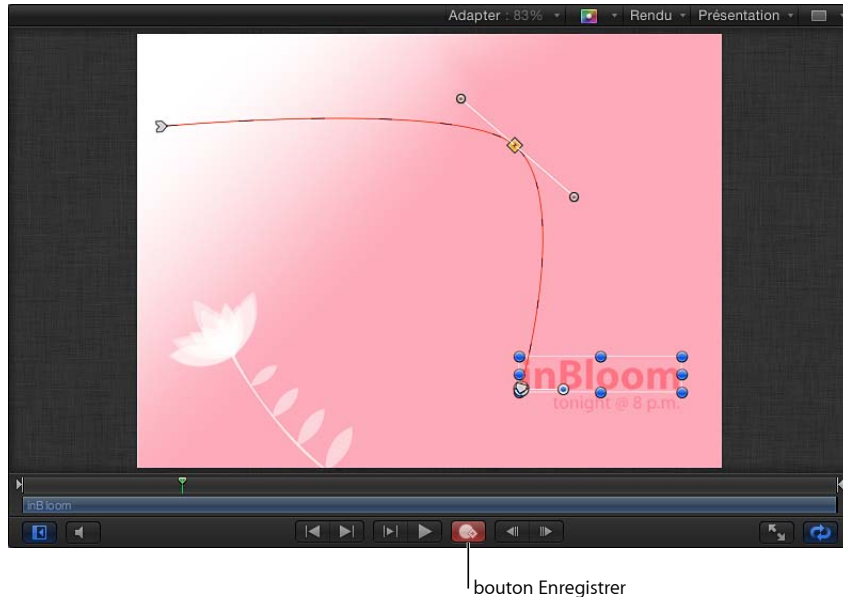 Adapter : 83% Rendu Présentation
inBloom
tonight @ 8 p.m.
inBloom
bouton Enregistrer